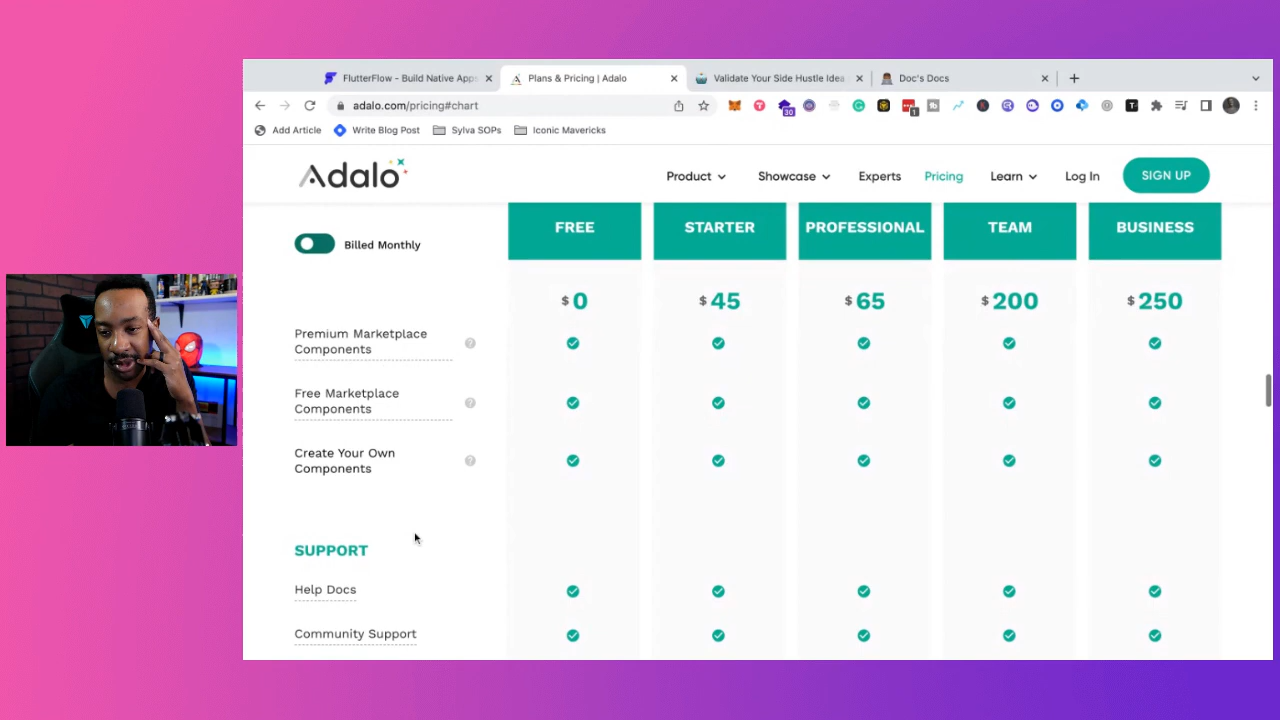 FlutterFlow - Build Native Apps
Plans & Pricing | Adalo
Validate Your Side Hustle Idea
Doc's Docs
adalo.com/pricing#chart
30
1
Add Article
Write Blog Post
Sylva SOPs
Iconic Mavericks
Adalo
Product
Showcase
Experts
Pricing
Learn
Log In
SIGN UP
Billed Monthly
FREE
STARTER
PROFESSIONAL
TEAM
BUSINESS
$0
$45
$65
$200
$250
Premium Marketplace
Components
?
Free Marketplace
Components
?
Create Your Own
Components
?
SUPPORT
Help Docs
Community Support